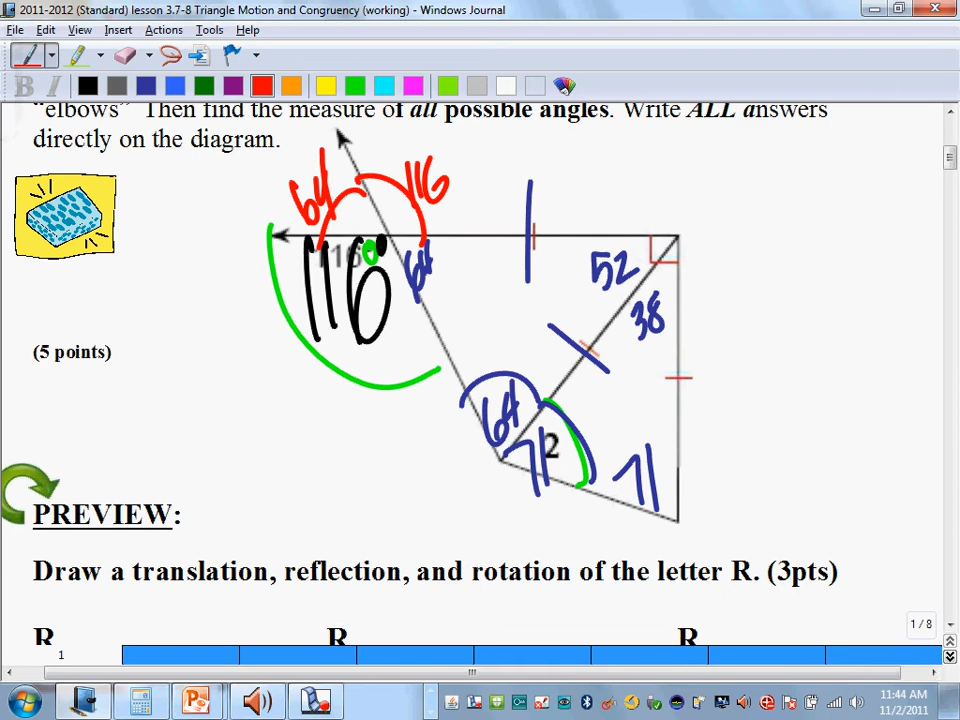 2011-2012 (Standard) lesson 3.7-8 Triangle Motion and Congruency (working) - Windows Journal
File Edit View Insert Actions Tools Help
B I
“elbows” Then find the measure of all possible angles. Write ALL answers
directly on the diagram.
64
116
116°
64
52
38
(5 points)
64
71
2
71
PREVIEW:
Draw a translation, reflection, and rotation of the letter R. (3pts)
R R R
1 / 8
1
11:44 AM
11/2/2011